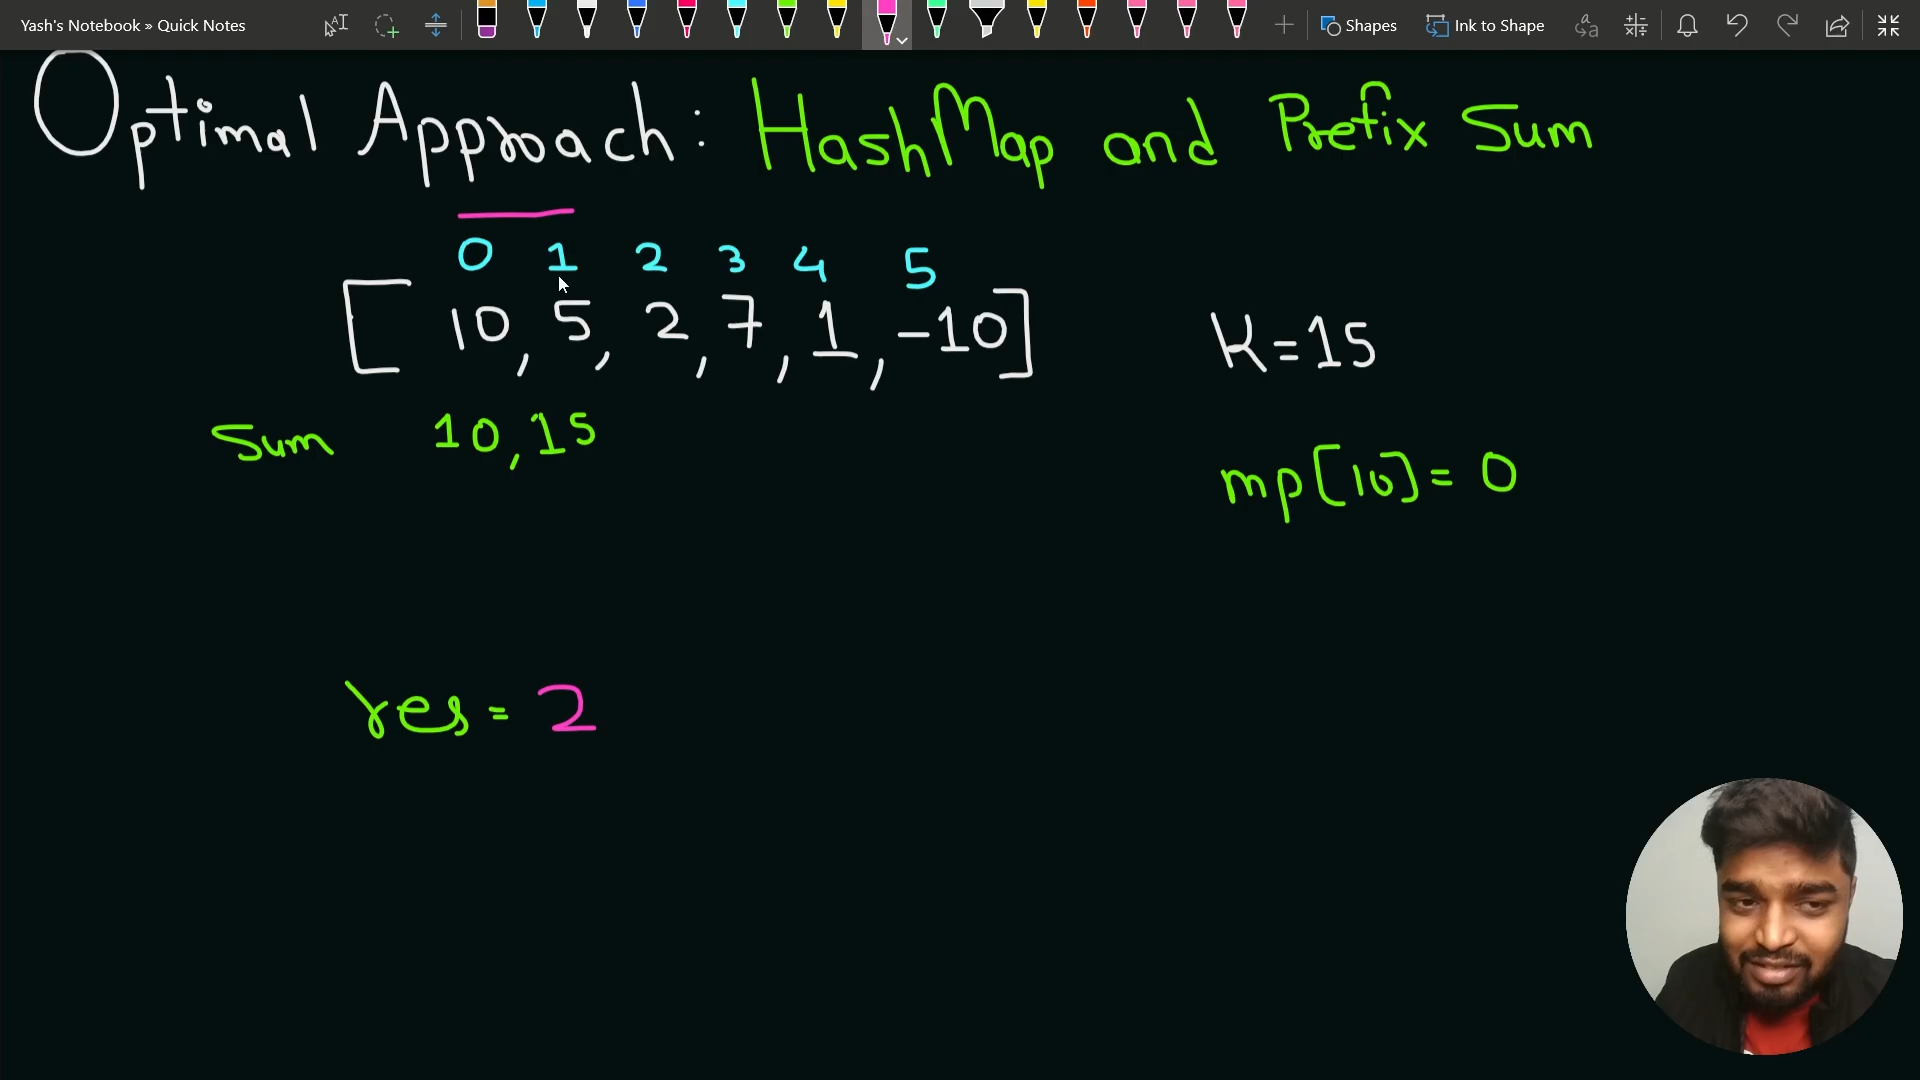 Yash's Notebook » Quick Notes
Shapes
Ink to Shape
Optimal Approach: HashMap and Prefix Sum
0 1 2 3 4 5
[ 10, 5, 2, 7, 1, -10]
K=15
Sum 10, 15
mp[10]= 0
res = 2